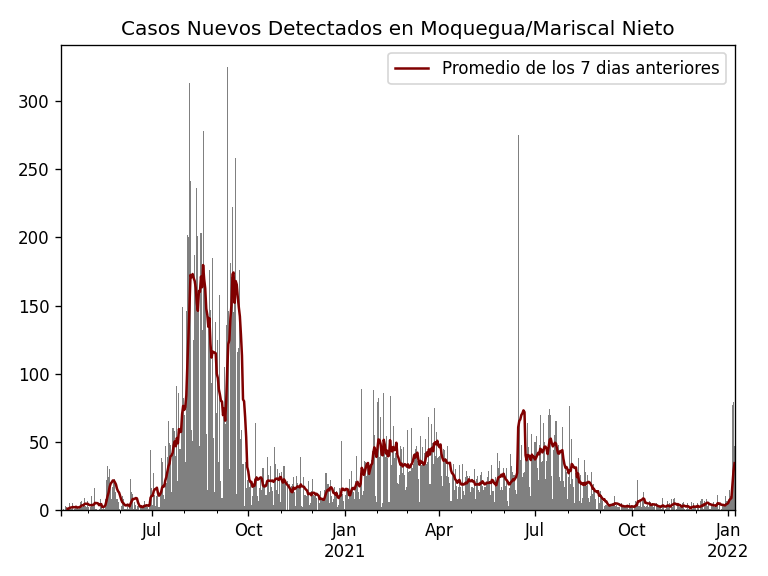 Casos Nuevos Detectados en Moquegua/Mariscal Nieto
Promedio de los 7 dias anteriores
300
250
200
150
100
50
0
Jul Oct Jan Apr Jul Oct Jan
2021 2022